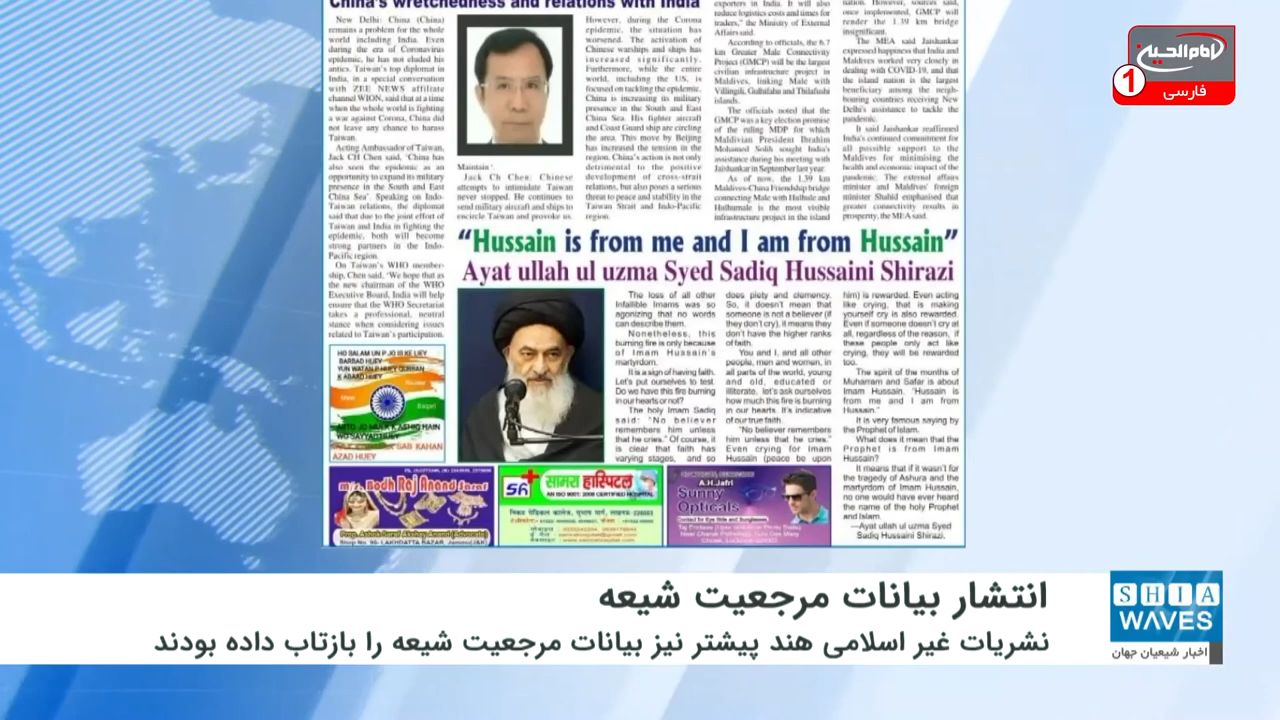 China's wretchedness and relations with India
New Delhi: China (China)
remains a problem for the whole
world including India. Even
during the era of Coronavirus
epidemic, he has not eluded his
antics. Taiwan's top diplomat in
India, in a special conversation
with ZEE NEWS affiliate
channel WION, said that at a time
when the whole world is fighting
a war against Corona, China did
not leave any chance to harass
Taiwan.
Acting Ambassador of Taiwan,
Jack CH Chen said, 'China has
also seen the epidemic as an
opportunity to expand its military
presence in the South and East
China Sea'. Speaking on Indo-
Taiwan relations, the diplomat
said that due to the joint effort of
Taiwan and India in fighting the
epidemic, both will become
strong partners in the Indo-
Pacific region.
On Taiwan's WHO member-
ship, Chen said, 'We hope that as
the new chairman of the WHO
Executive Board, India will help
ensure that the WHO Secretariat
takes a professional, neutral
stance when considering issues
related to Taiwan's participation.
Maintain '.
Jack Ch Chen: Chinese
attempts to intimidate Taiwan
never stopped. He continues to
send military aircraft and ships to
encircle Taiwan and provoke us.
However, during the Corona
epidemic, the situation has
worsened. The activation of
Chinese warships and ships has
increased significantly.
Furthermore, while the entire
world, including the US, is
focused on tackling the epidemic,
China is increasing its military
presence in the South and East
China Sea. His fighter aircraft
and Coast Guard ship are circling
the area. This move by Beijing
has increased the tension in the
region. China's action is not only
detrimental to the positive
development of cross-strait
relations, but also poses a serious
threat to peace and stability in the
Taiwan Strait and Indo-Pacific
region.
exporters in India. It will also
reduce logistics costs and times for
traders," the Ministry of External
Affairs said.
According to officials, the 6.7
km Greater Male Connectivity
Project (GMCP) will be the largest
civilian infrastructure project in
Maldives, linking Male with
Villingili, Gulhifahu and Thilafushi
islands.
The officials noted that the
GMCP was a key election promise
of the ruling MDP for which
Maldivian President Ibrahim
Mohamed Solih sought India's
assistance during his meeting with
Jaishankar in September last year.
As of now, the 1.39 km
Maldives-China Friendship bridge
connecting Male with Hulhule and
Hulhumale is the most visible
infrastructure project in the island
nation. However, sources said,
once implemented, GMCP will
render the 1.39 km bridge
insignificant.
The MEA said Jaishankar
expressed happiness that India and
Maldives worked very closely in
dealing with COVID-19, and that
the island nation is the largest
beneficiary among the neigh-
bouring countries receiving New
Delhi's assistance to tackle the
pandemic.
It said Jaishankar reaffirmed
India's continued commitment for
all possible support to the
Maldives for minimising the
health and economic impact of the
pandemic. The external affairs
minister and Maldives' foreign
minister Shahid emphasised that
greater connectivity results in
prosperity, the MEA said.
“Hussain is from me and I am from Hussain”
Ayat ullah ul uzma Syed Sadiq Hussaini Shirazi
The loss of all other
Infallible Imams was so
agonizing that no words
can describe them.
Nonetheless, this
burning fire is only because
of Imam Hussain's
martyrdom.
It is a sign of having faith.
Let's put ourselves to test.
Do we have this fire burning
in our hearts or not?
The holy Imam Sadiq
said: "No believer
remembers him unless
that he cries." Of course, it
is clear that faith has
varying stages, and so
does piety and clemency.
So, it doesn't mean that
someone is not a believer (if
they don't cry), it means they
don't have the higher ranks
of faith.
You and I, and all other
people, men and women, in
all parts of the world, young
and old, educated or
illiterate, let's ask ourselves
how much this fire is burning
in our hearts. It's indicative
of our true faith.
"No believer remembers
him unless that he cries."
Even crying for Imam
Hussain (peace be upon
him) is rewarded. Even acting
like crying, that is making
yourself cry is also rewarded.
Even if someone doesn't cry at
all, regardless of the reason, if
these people only act like
crying, they will be rewarded
too.
The spirit of the months of
Muharram and Safar is about
Imam Hussain. "Hussain is
from me and I am from
Hussain."
It is very famous saying by
the Prophet of Islam.
What does it mean that the
Prophet is from Imam
Hussain?
It means that if it wasn't for
the tragedy of Ashura and the
martyrdom of Imam Hussain,
no one would have ever heard
the name of the holy Prophet
and Islam.
—Ayat ullah ul uzma Syed
Sadiq Hussaini Shirazi.
SAB KAHAN
AZAD HUEY
Bodh Raj Anand Saraf
SH
सामरा हास्पिटल
AN ISO 9001: 2008 CERTIFIED HOSPITAL
A.H.Jafri
Sunny
Opticals
Contact for Eye Ride and Sunglasses
امام الحسین
1
فارسی
انتشار بیانات مرجعیت شیعه
نشریات غیر اسلامی هند پیشتر نیز بیانات مرجعیت شیعه را بازتاب داده بودند
SHIA
WAVES
اخبار شیعیان جهان